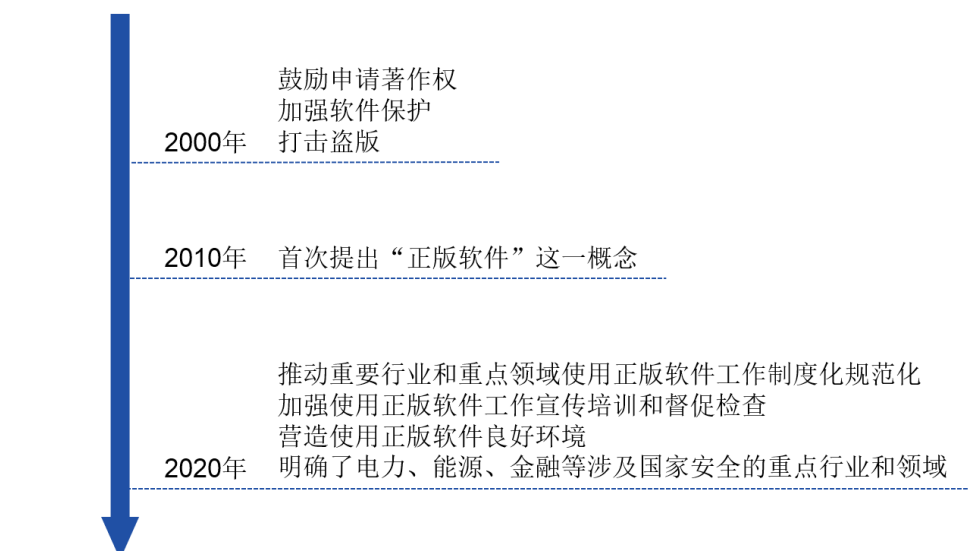 鼓励申请著作权
加强软件保护
2000年 打击盗版
2010年 首次提出“正版软件”这一概念
推动重要行业和重点领域使用正版软件工作制度化规范化
加强使用正版软件工作宣传培训和督促检查
营造使用正版软件良好环境
2020年 明确了电力、能源、金融等涉及国家安全的重点行业和领域